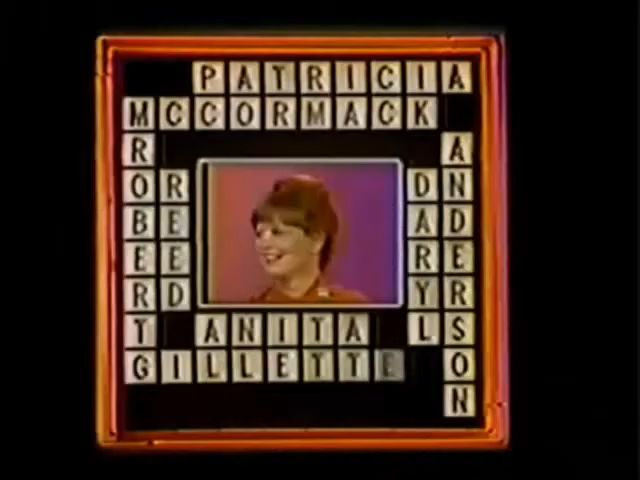 PATRICIA
MCCORMACK
ROBERT
REED
DARYL
ANDERSON
ANITA
GILLETTE